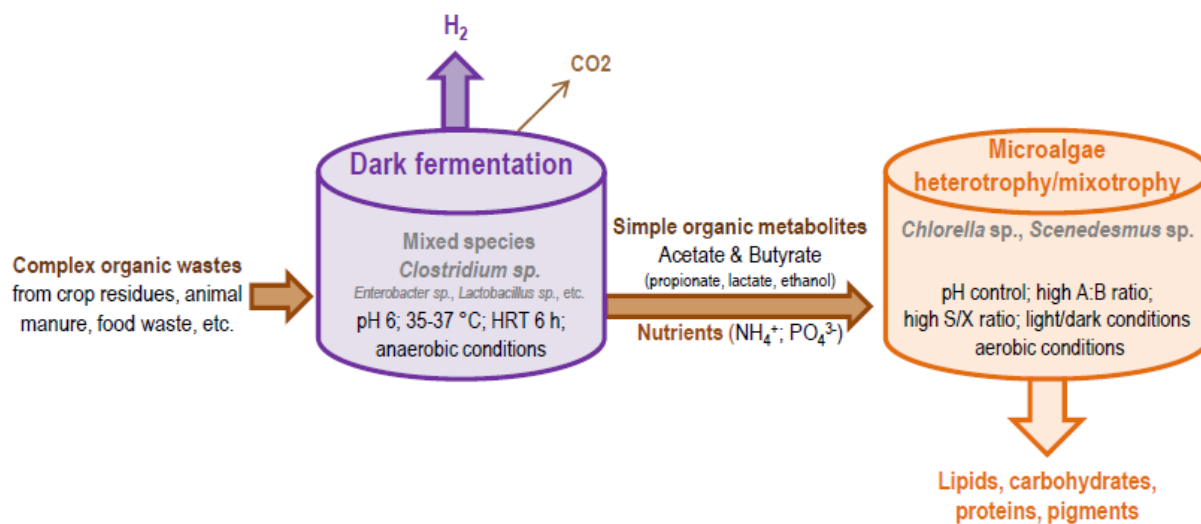 H₂
CO2
Dark fermentation
Mixed species
Clostridium sp.
Enterobacter sp., Lactobacillus sp., etc.
pH 6; 35-37 °C; HRT 6 h;
anaerobic conditions
Complex organic wastes
from crop residues, animal
manure, food waste, etc.
Simple organic metabolites
Acetate & Butyrate
(propionate, lactate, ethanol)
Nutrients (NH₄⁺; PO₄³⁻)
Microalgae
heterotrophy/mixotrophy
Chlorella sp., Scenedesmus sp.
pH control; high A:B ratio;
high S/X ratio; light/dark conditions
aerobic conditions
Lipids, carbohydrates,
proteins, pigments